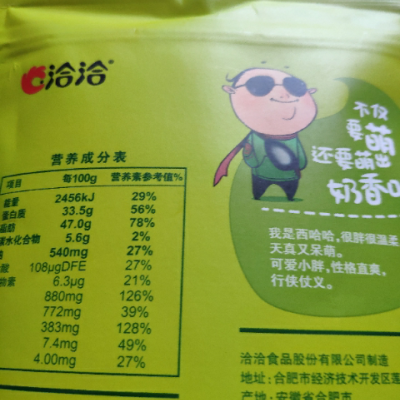 洽洽®
不仅
要萌
还要萌出
奶香
营养成分表
项目 每100g 营养素参考值%
能量 2456kJ 29%
蛋白质 33.5g 56%
脂肪 47.0g 78%
碳水化合物 5.6g 2%
钠 540mg 27%
叶酸 108μgDFE 27%
6.3μg 21%
880mg 126%
772mg 39%
383mg 128%
7.4mg 49%
4.00mg 27%
我是西哈哈,很胖很温柔
天真又呆萌。
可爱小胖,性格直爽,
行侠仗义。
洽洽食品股份有限公司制造
地址:合肥市经济技术开发区莲
产地:安徽省合肥市